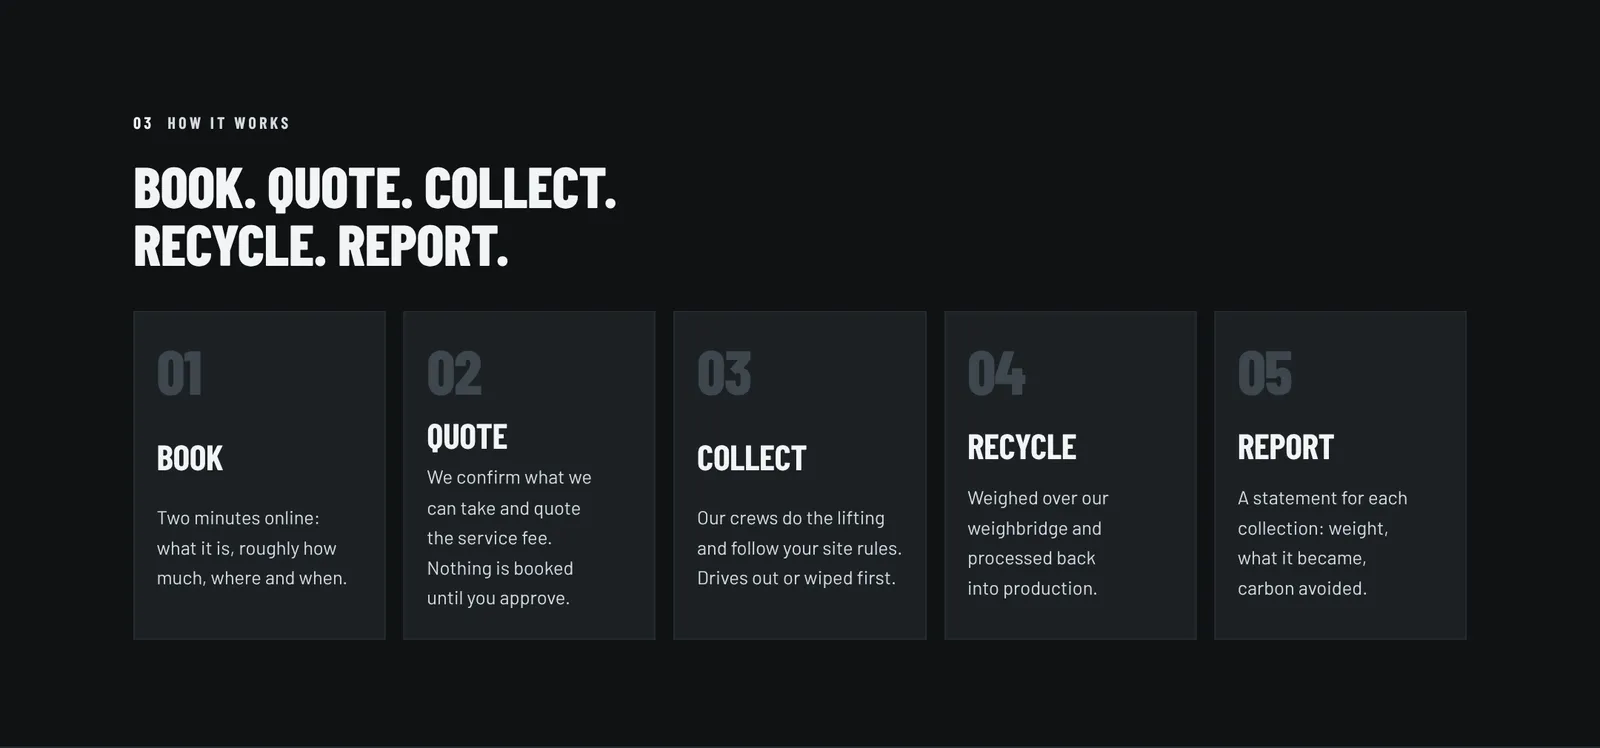 03 HOW IT WORKS
BOOK. QUOTE. COLLECT.
RECYCLE. REPORT.
01
BOOK
Two minutes online:
what it is, roughly how
much, where and when.
02
QUOTE
We confirm what we
can take and quote
the service fee.
Nothing is booked
until you approve.
03
COLLECT
Our crews do the lifting
and follow your site rules.
Drives out or wiped first.
04
RECYCLE
Weighed over our
weighbridge and
processed back
into production.
05
REPORT
A statement for each
collection: weight,
what it became,
carbon avoided.